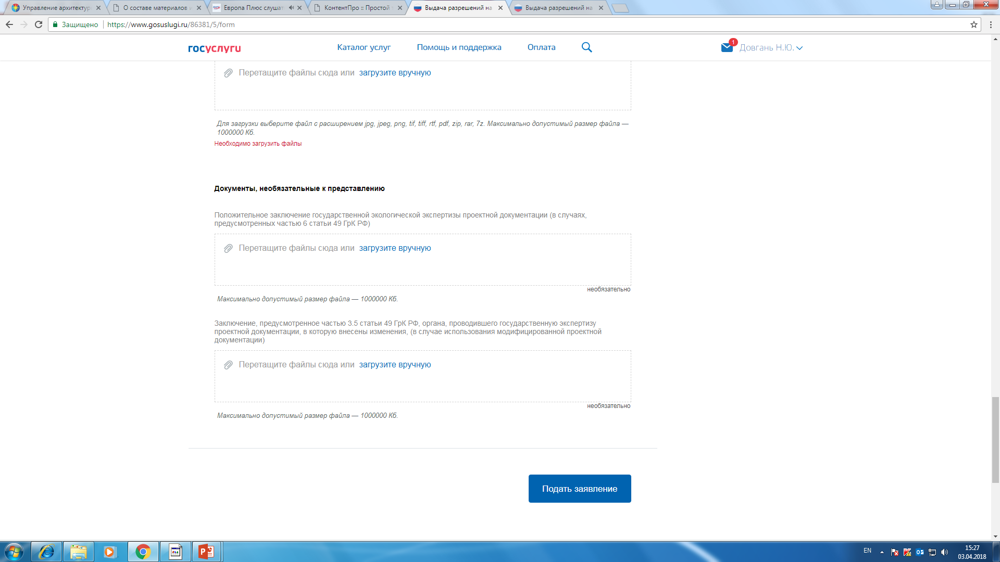 Управление архитектур
О составе материалов и
Европа Плюс слушат
КонтентПро :: Простой
Выдача разрешений на
Выдача разрешений на
Защищено
https://www.gosuslugi.ru/86381/5/form
госуслуги
Каталог услуг
Помощь и поддержка
Оплата
1
Довгань Н.Ю.
Перетащите файлы сюда или загрузите вручную
Для загрузки выберите файл с расширением jpg, jpeg, png, tif, tiff, rtf, pdf, zip, rar, 7z. Максимально допустимый размер файла —
1000000 Кб.
Необходимо загрузить файлы
Документы, необязательные к представлению
Положительное заключение государственной экологической экспертизы проектной документации (в случаях,
предусмотренных частью 6 статьи 49 ГрК РФ)
Перетащите файлы сюда или загрузите вручную
необязательно
Максимально допустимый размер файла — 1000000 Кб.
Заключение, предусмотренное частью 3.5 статьи 49 ГрК РФ, органа, проводившего государственную экспертизу
проектной документации, в которую внесены изменения, (в случае использования модифицированной проектной
документации)
Перетащите файлы сюда или загрузите вручную
необязательно
Максимально допустимый размер файла — 1000000 Кб.
Подать заявление
EN
15:27
03.04.2018